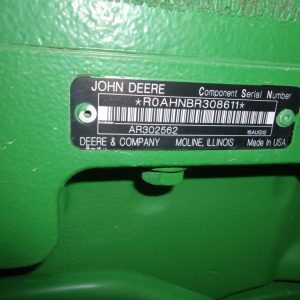 JOHN DEERE Component Serial Number
*R0AHNBR308611*
AR302562
DEERE & COMPANY MOLINE, ILLINOIS Made in USA